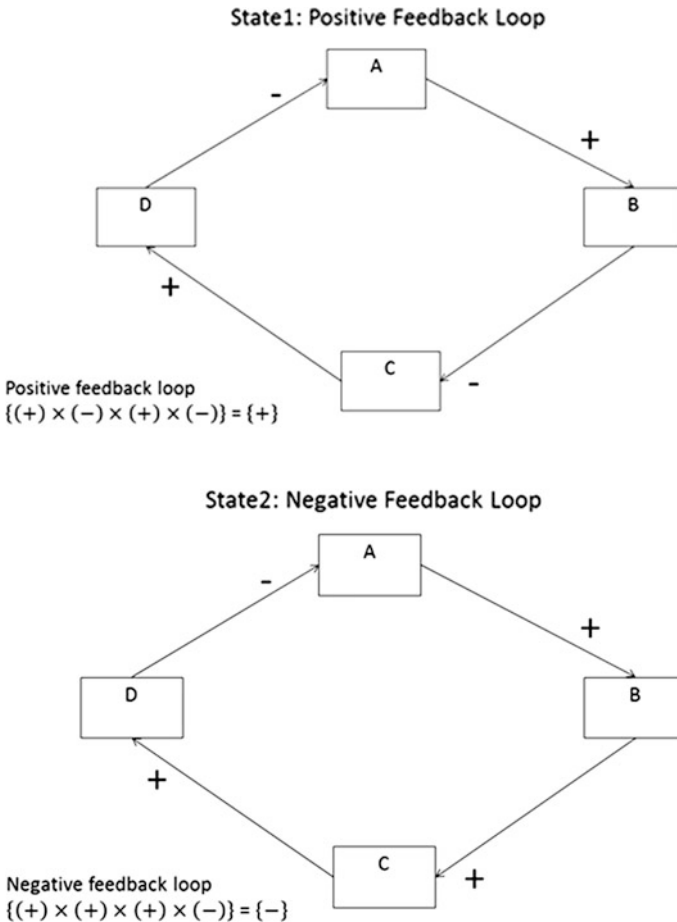 State1: Positive Feedback Loop
A
-
+
D
B
+
C
-
Positive feedback loop
{(+) × (−) × (+) × (−)} = {+}
State2: Negative Feedback Loop
A
-
+
D
B
+
C
+
Negative feedback loop
{(+) × (+) × (+) × (−)} = {−}